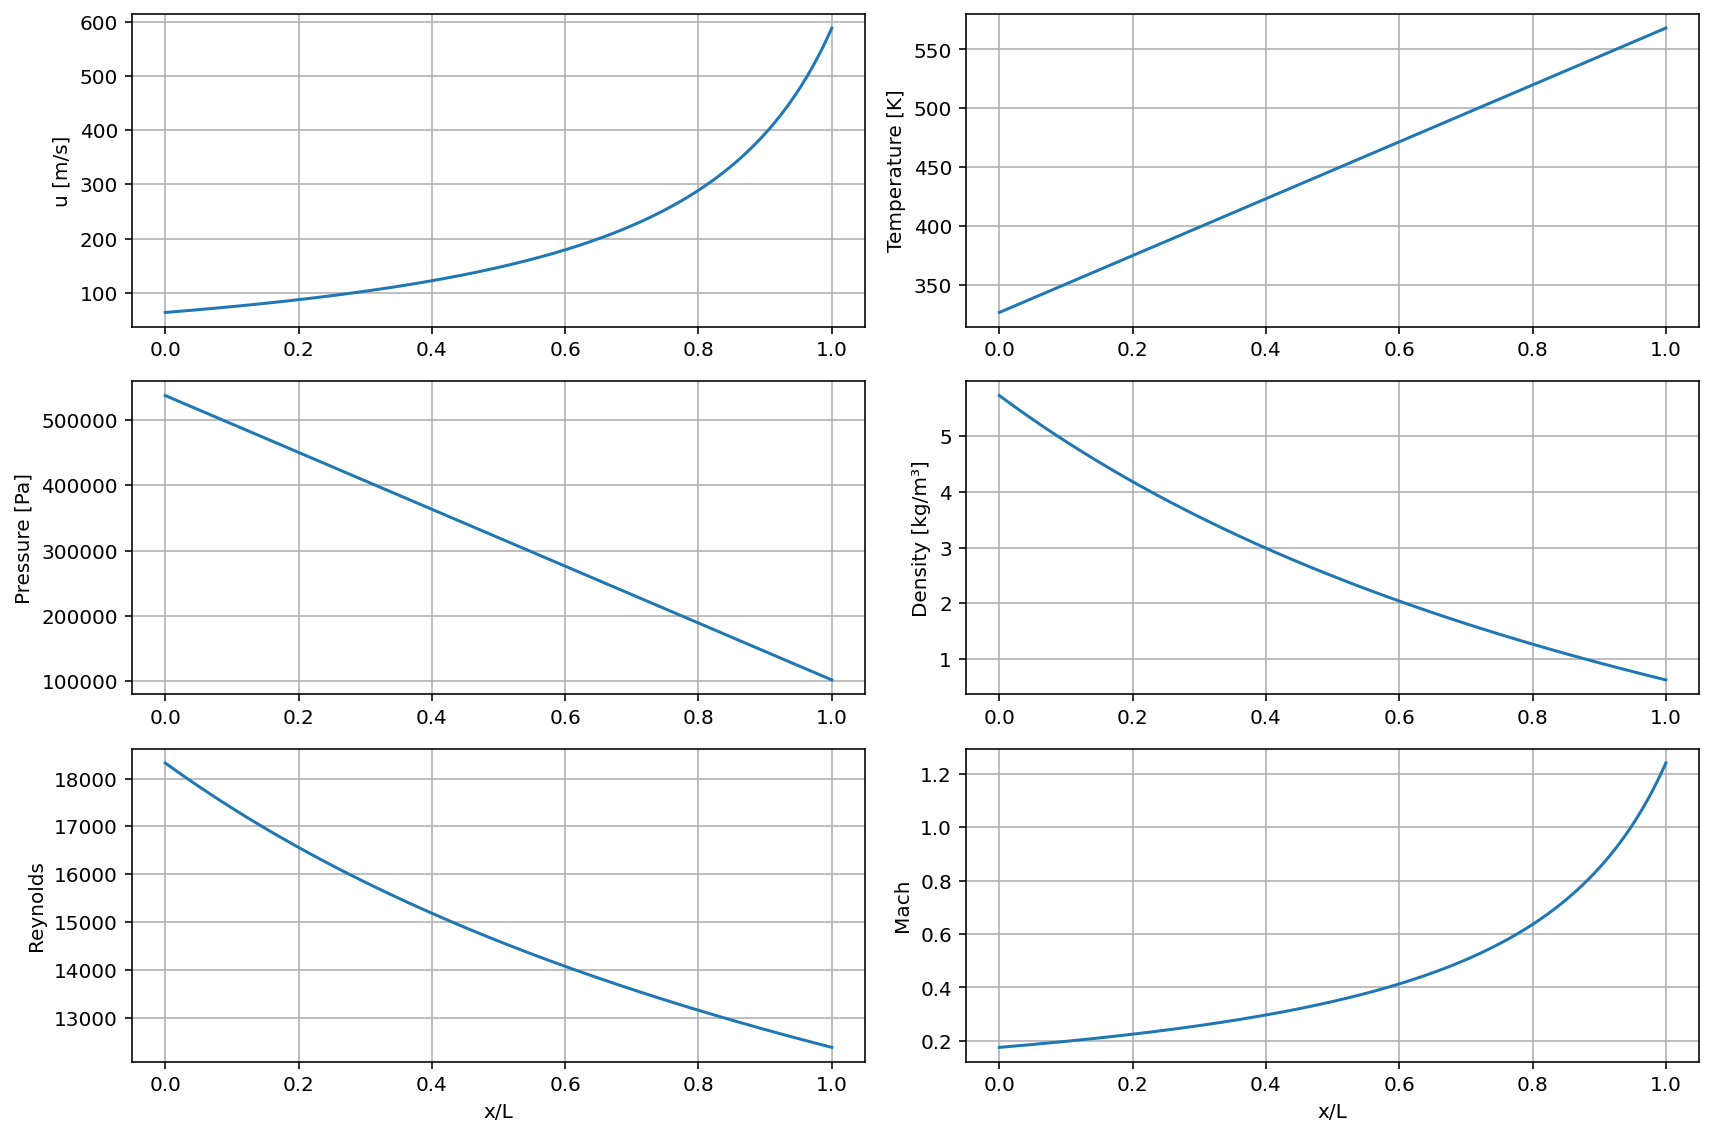 u [m/s]
600
500
400
300
200
100
0.0 0.2 0.4 0.6 0.8 1.0
Temperature [K]
550
500
450
400
350
0.0 0.2 0.4 0.6 0.8 1.0
Pressure [Pa]
500000
400000
300000
200000
100000
0.0 0.2 0.4 0.6 0.8 1.0
Density [kg/m³]
5
4
3
2
1
0.0 0.2 0.4 0.6 0.8 1.0
Reynolds
18000
17000
16000
15000
14000
13000
0.0 0.2 0.4 0.6 0.8 1.0
x/L
Mach
1.2
1.0
0.8
0.6
0.4
0.2
0.0 0.2 0.4 0.6 0.8 1.0
x/L